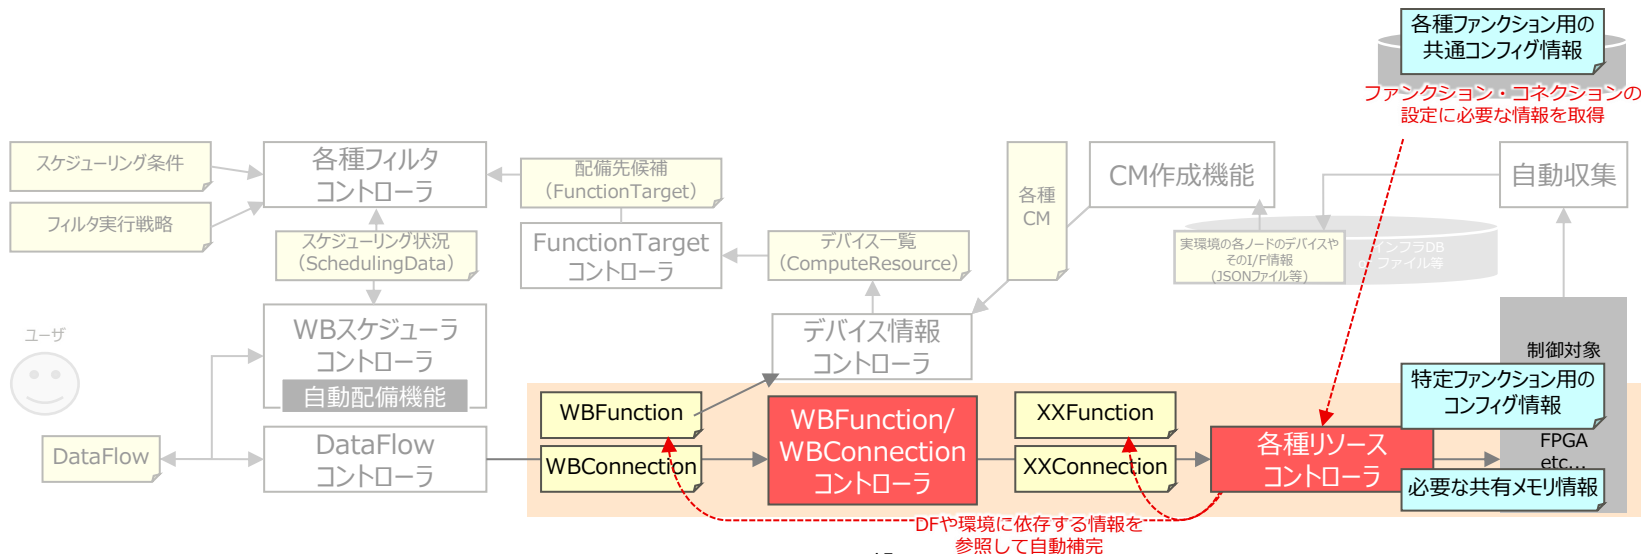 各種ファンクション用の
共通コンフィグ情報
ファンクション・コネクションの
設定に必要な情報を取得
スケジューリング条件
フィルタ実行戦略
各種フィルタ
コントローラ
配備先候補
(FunctionTarget)
スケジューリング状況
(SchedulingData)
FunctionTarget
コントローラ
デバイス一覧
(ComputeResource)
各種
CM
CM作成機能
自動収集
実環境の各ノードのデバイスや
そのI/F情報
(JSONファイル等)
インフラDB
ファイル等
ユーザ
WBスケジューラ
コントローラ
自動配備機能
デバイス情報
コントローラ
制御対象
特定ファンクション用の
コンフィグ情報
FPGA
etc...
必要な共有メモリ情報
DataFlow
DataFlow
コントローラ
WBFunction
WBConnection
WBFunction/
WBConnection
コントローラ
XXFunction
XXConnection
各種リソース
コントローラ
DFや環境に依存する情報を
参照して自動補完